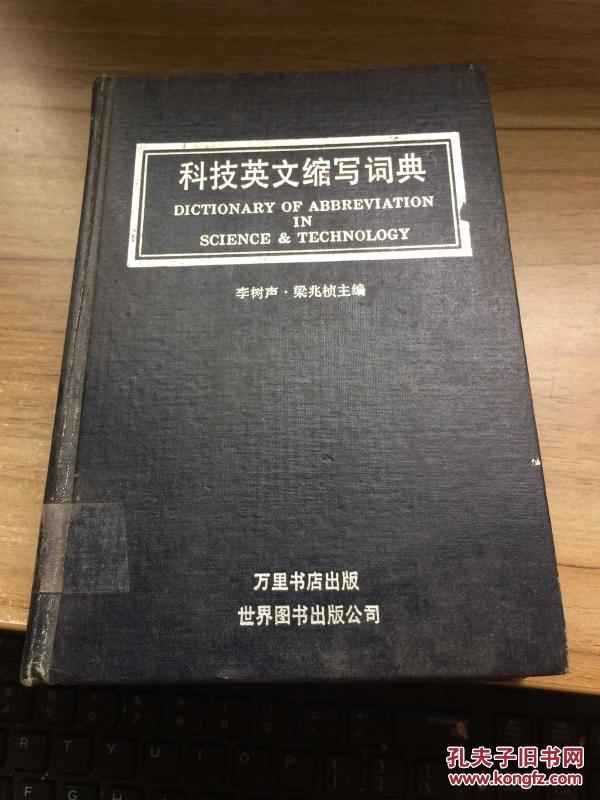 科技英文缩写词典
DICTIONARY OF ABBREVIATION
IN
SCIENCE & TECHNOLOGY
李树声·梁兆桢主编
万里书店出版
世界图书出版公司
R T Y U I O P
F G H J K L
孔夫子旧书网
www.kongfz.com